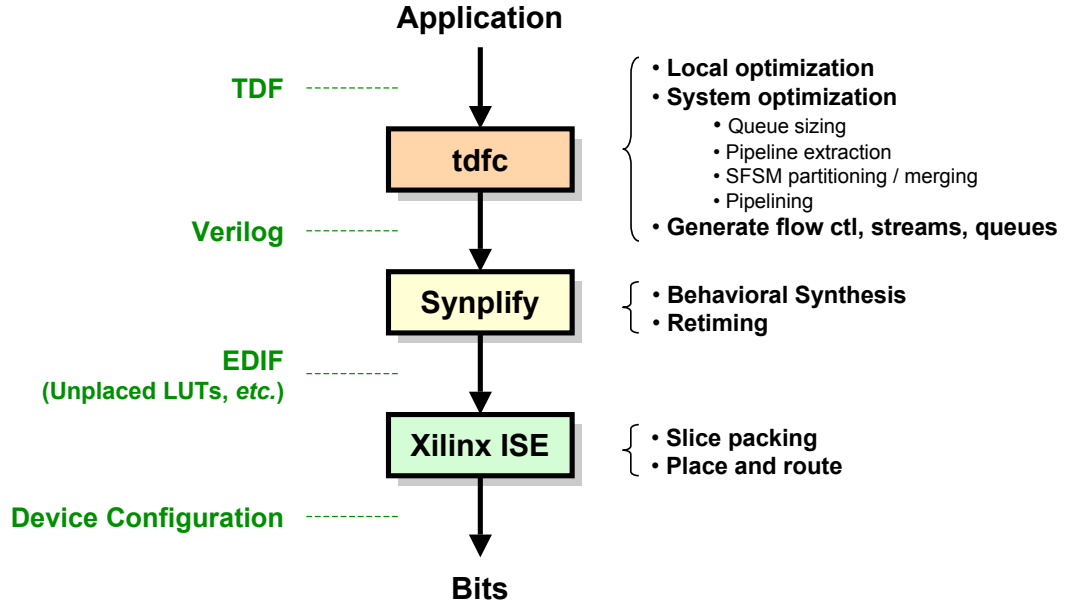 Application
TDF
• Local optimization
• System optimization
• Queue sizing
• Pipeline extraction
• SFSM partitioning / merging
• Pipelining
• Generate flow ctl, streams, queues
tdfc
Verilog
Synplify
• Behavioral Synthesis
• Retiming
EDIF
(Unplaced LUTs, etc.)
Xilinx ISE
• Slice packing
• Place and route
Device Configuration
Bits